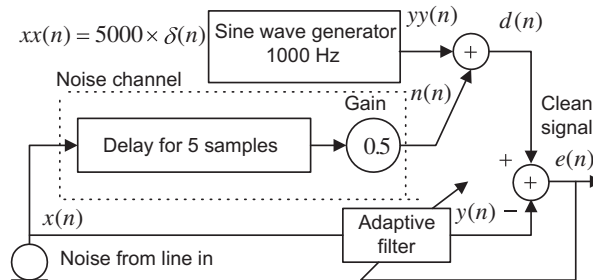 xx(n) = 5000 × δ(n)
Sine wave generator
1000 Hz
yy(n)
+
d(n)
Noise channel
Delay for 5 samples
Gain
0.5
n(n)
Clean
signal
+
+
e(n)
x(n)
Noise from line in
Adaptive
filter
y(n)
−